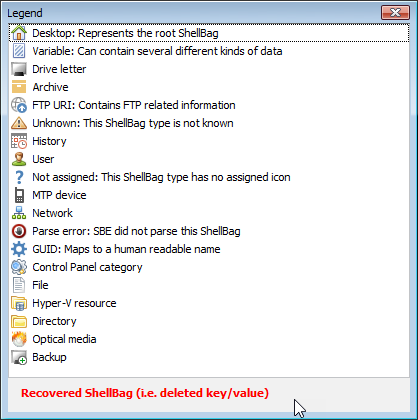 Legend
Desktop: Represents the root ShellBag
Variable: Can contain several different kinds of data
Drive letter
Archive
FTP URI: Contains FTP related information
Unknown: This ShellBag type is not known
History
User
Not assigned: This ShellBag type has no assigned icon
MTP device
Network
Parse error: SBE did not parse this ShellBag
GUID: Maps to a human readable name
Control Panel category
File
Hyper-V resource
Directory
Optical media
Backup
Recovered ShellBag (i.e. deleted key/value)